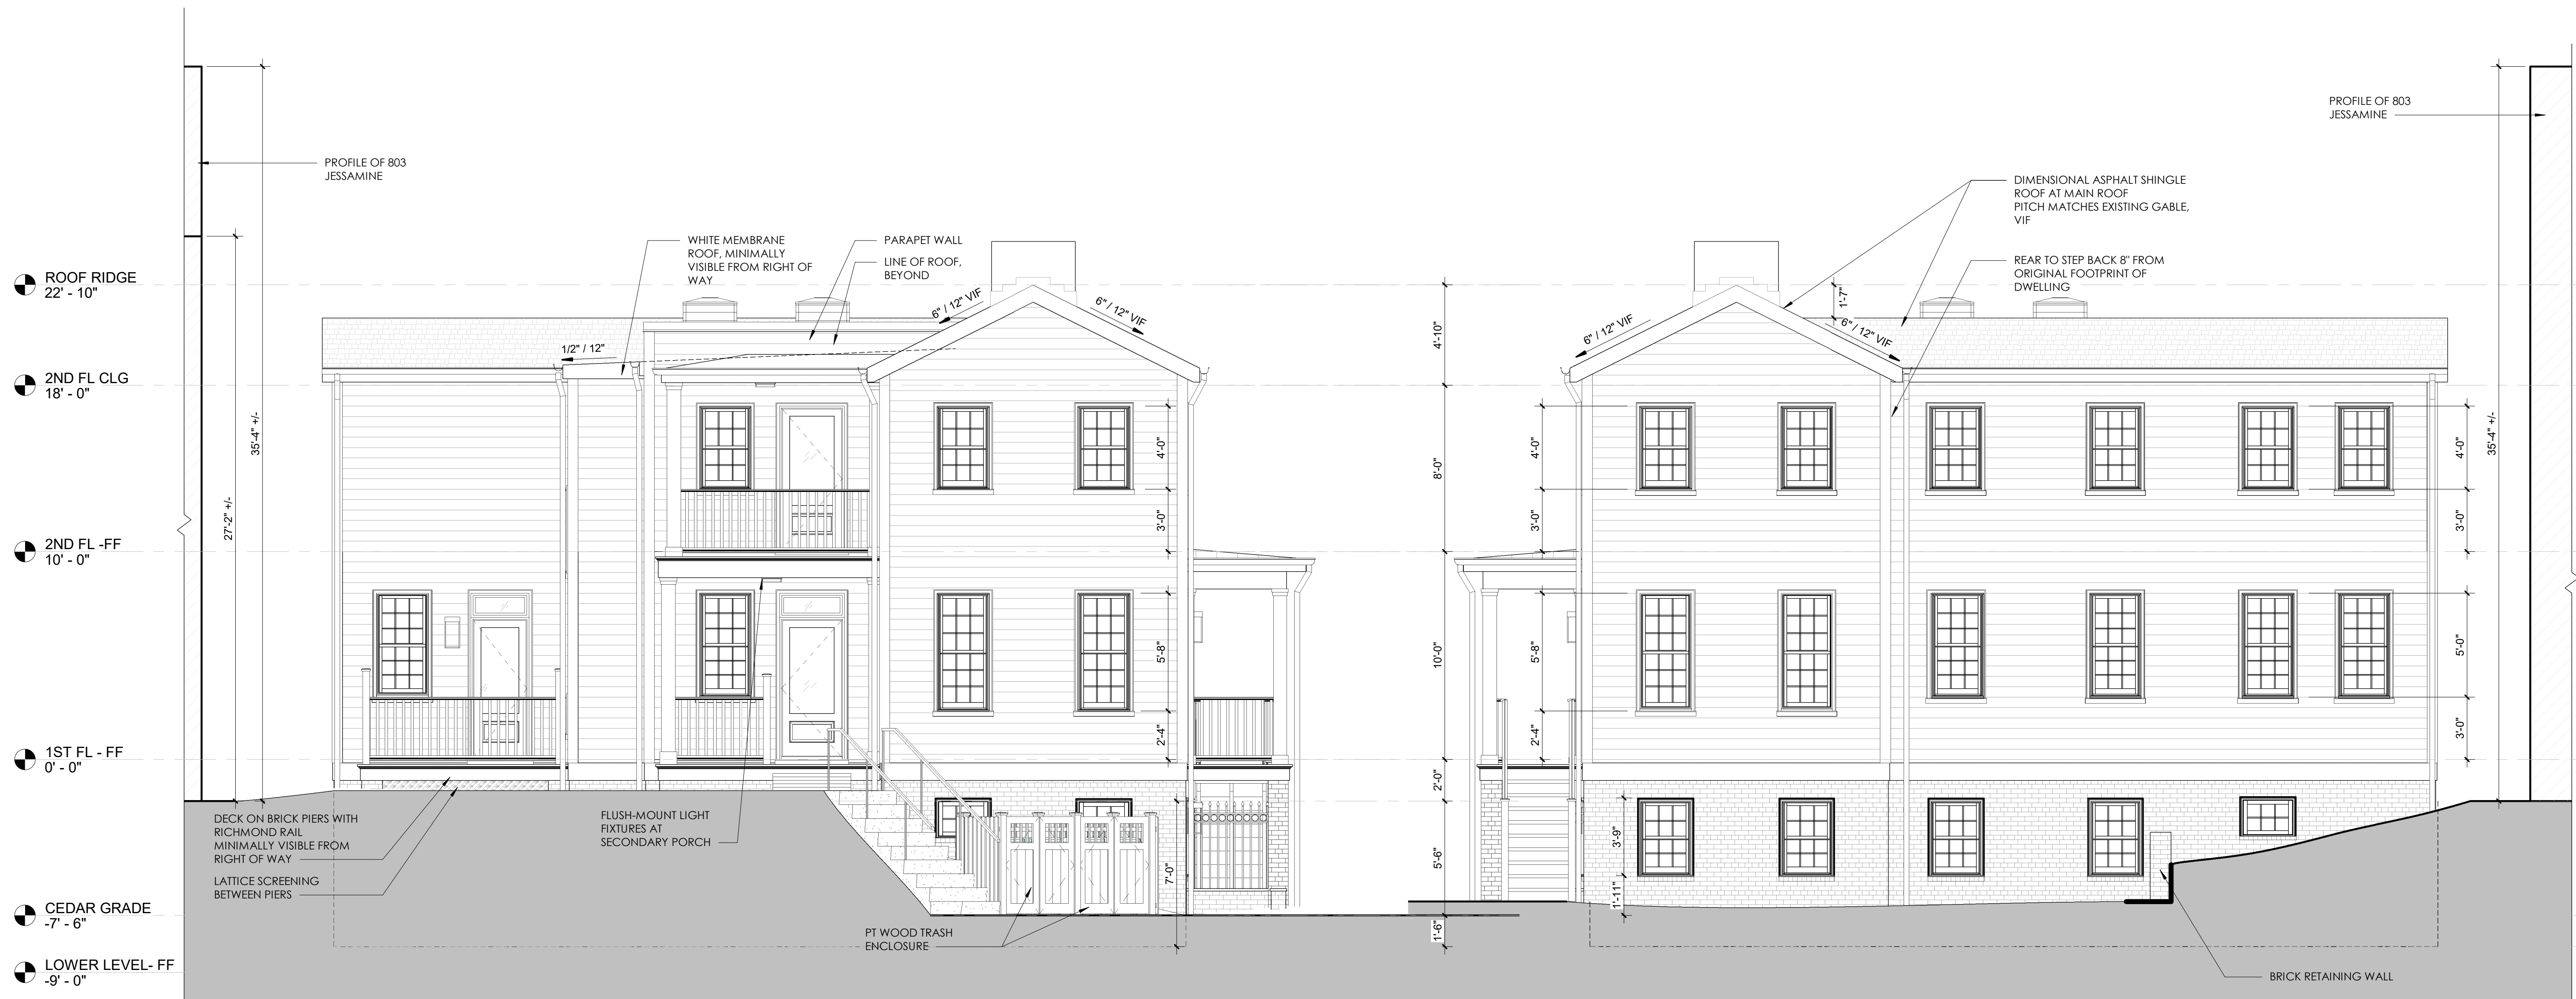 PROFILE OF 803
JESSAMINE
PROFILE OF 803
JESSAMINE
DIMENSIONAL ASPHALT SHINGLE
ROOF AT MAIN ROOF
PITCH MATCHES EXISTING GABLE,
VIF
WHITE MEMBRANE
ROOF, MINIMALLY
VISIBLE FROM RIGHT OF
WAY
PARAPET WALL
LINE OF ROOF,
BEYOND
REAR TO STEP BACK 8" FROM
ORIGINAL FOOTPRINT OF
DWELLING
ROOF RIDGE
22' - 10"
2ND FL CLG
18' - 0"
2ND FL -FF
10' - 0"
1ST FL - FF
0' - 0"
CEDAR GRADE
-7' - 6"
LOWER LEVEL- FF
-9' - 0"
35'-4" +/-
27'-2" +/-
1/2" / 12"
6" / 12" VIF
6" / 12" VIF
4'-0"
3'-0"
5'-8"
2'-4"
7'-0"
4'-10"
8'-0"
10'-0"
2'-0"
5'-6"
1'-6"
6" / 12" VIF
6" / 12" VIF
1'-7"
4'-0"
3'-0"
5'-8"
2'-4"
3'-9"
1'-11"
4'-0"
3'-0"
5'-0"
3'-0"
35'-4" +/-
DECK ON BRICK PIERS WITH
RICHMOND RAIL
MINIMALLY VISIBLE FROM
RIGHT OF WAY
LATTICE SCREENING
BETWEEN PIERS
FLUSH-MOUNT LIGHT
FIXTURES AT
SECONDARY PORCH
PT WOOD TRASH
ENCLOSURE
BRICK RETAINING WALL